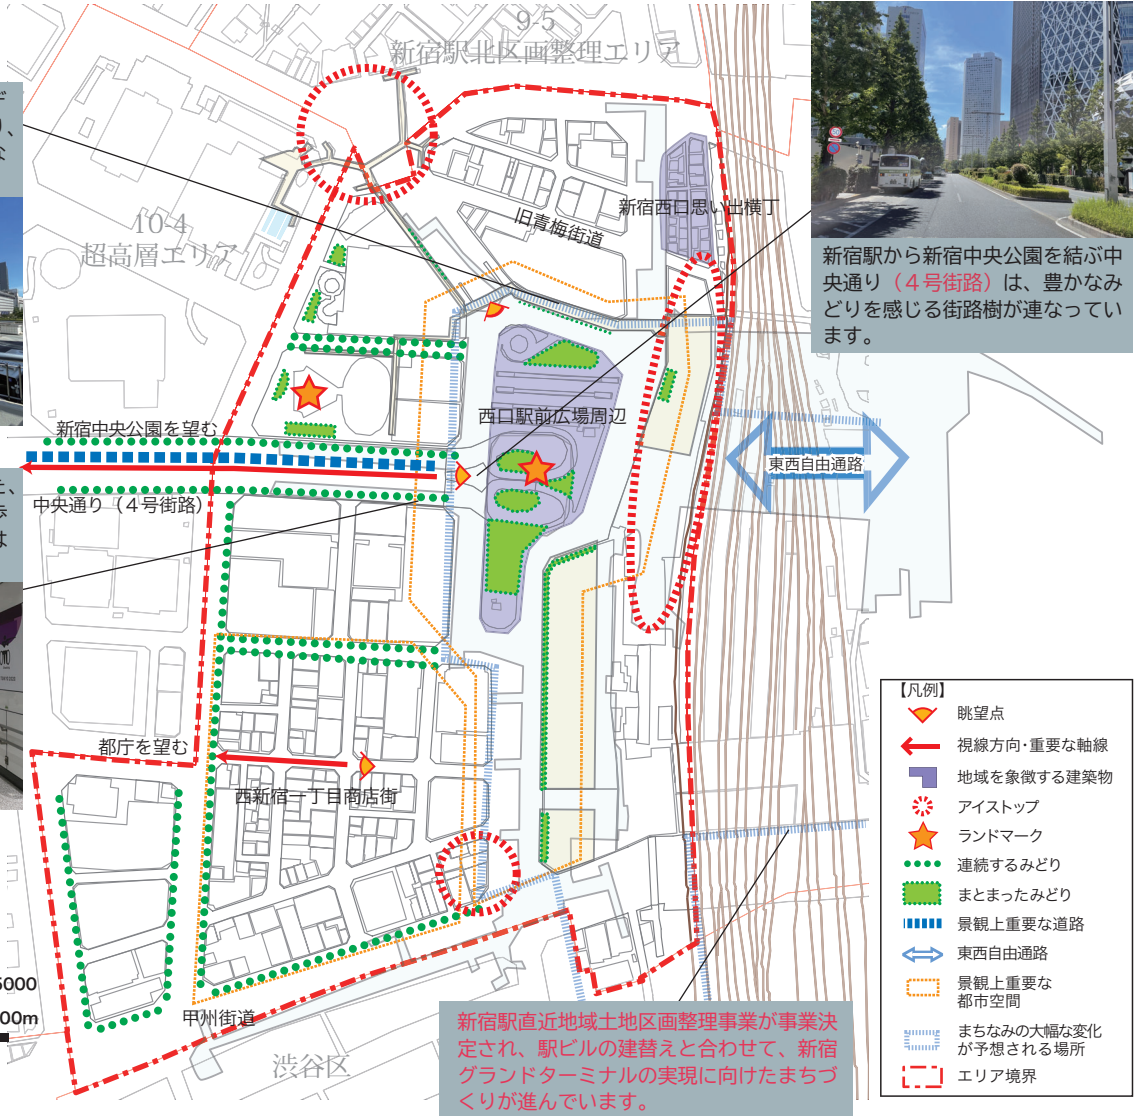 9-5
新宿駅北区画整理エリア
10-4
超高層エリア
旧青梅街道
新宿西口思い出横丁
新宿駅から新宿中央公園を結ぶ中
央通り（４号街路）は、豊かなみ
どりを感じる街路樹が連なってい
ます。
西口駅前広場周辺
新宿中央公園を望む
東西自由通路
中央通り（４号街路）
都庁を望む
西新宿一丁目商店街
甲州街道
渋谷区
新宿駅直近地域土地区画整理事業が事業決
定され、駅ビルの建替えと合わせて、新宿
グランドターミナルの実現に向けたまちづ
くりが進んでいます。
【凡例】
眺望点
視線方向・重要な軸線
地域を象徴する建築物
アイストップ
ランドマーク
連続するみどり
まとまったみどり
景観上重要な道路
東西自由通路
景観上重要な
都市空間
まちなみの大幅な変化
が予想される場所
エリア境界